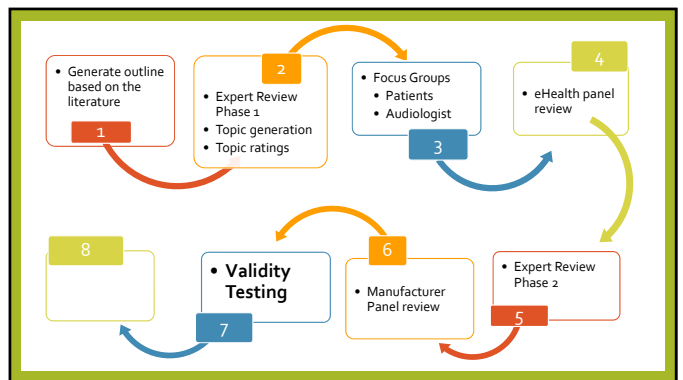 • Generate outline
based on the
literature
1
2
• Expert Review
Phase 1
• Topic generation
• Topic ratings
• Focus Groups
• Patients
• Audiologist
3
4
• eHealth panel
review
8
• Validity
Testing
7
6
• Manufacturer
Panel review
• Expert Review
Phase 2
5